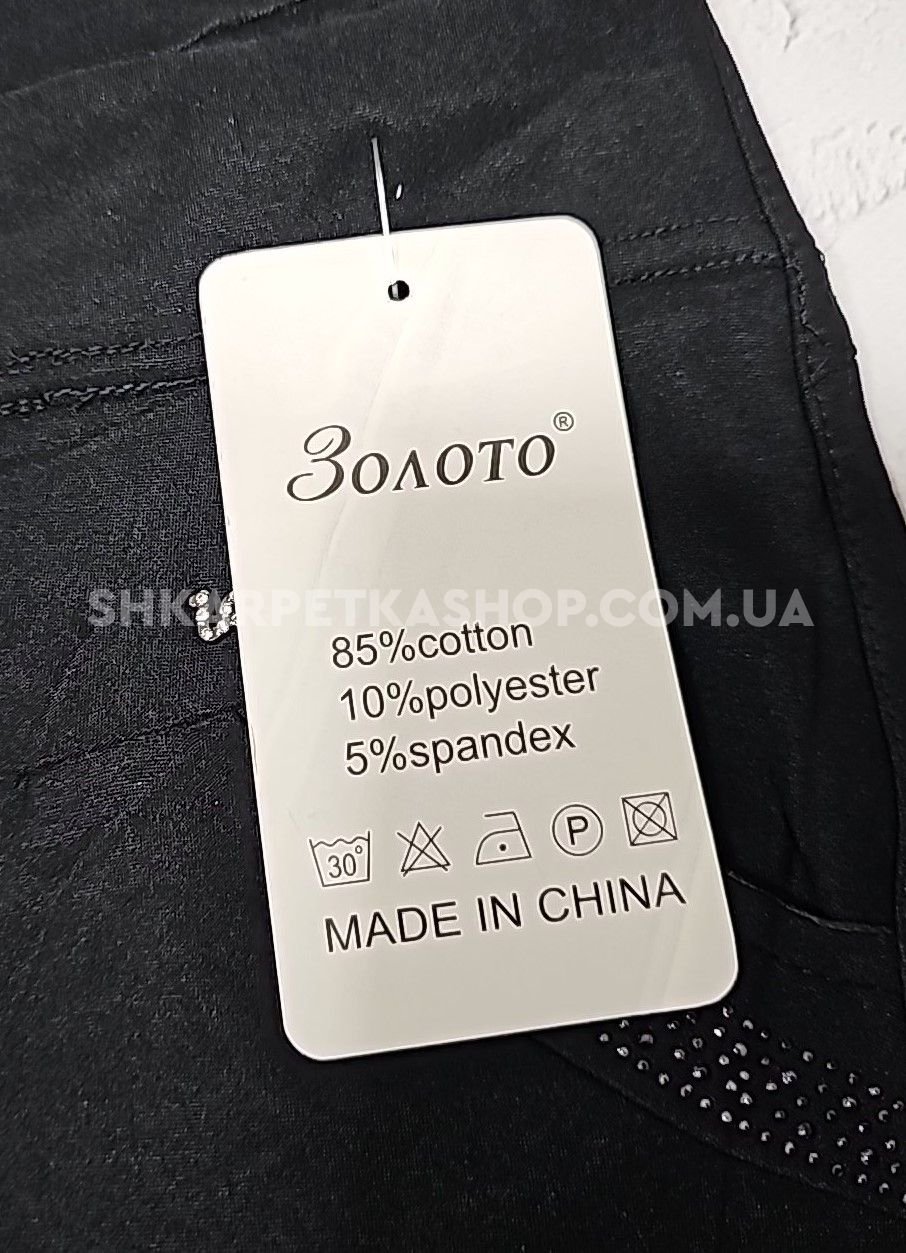 Золото®
SHKARPETKASHOP.COM.UA
85%cotton
10%polyester
5%spandex
30° P
MADE IN CHINA